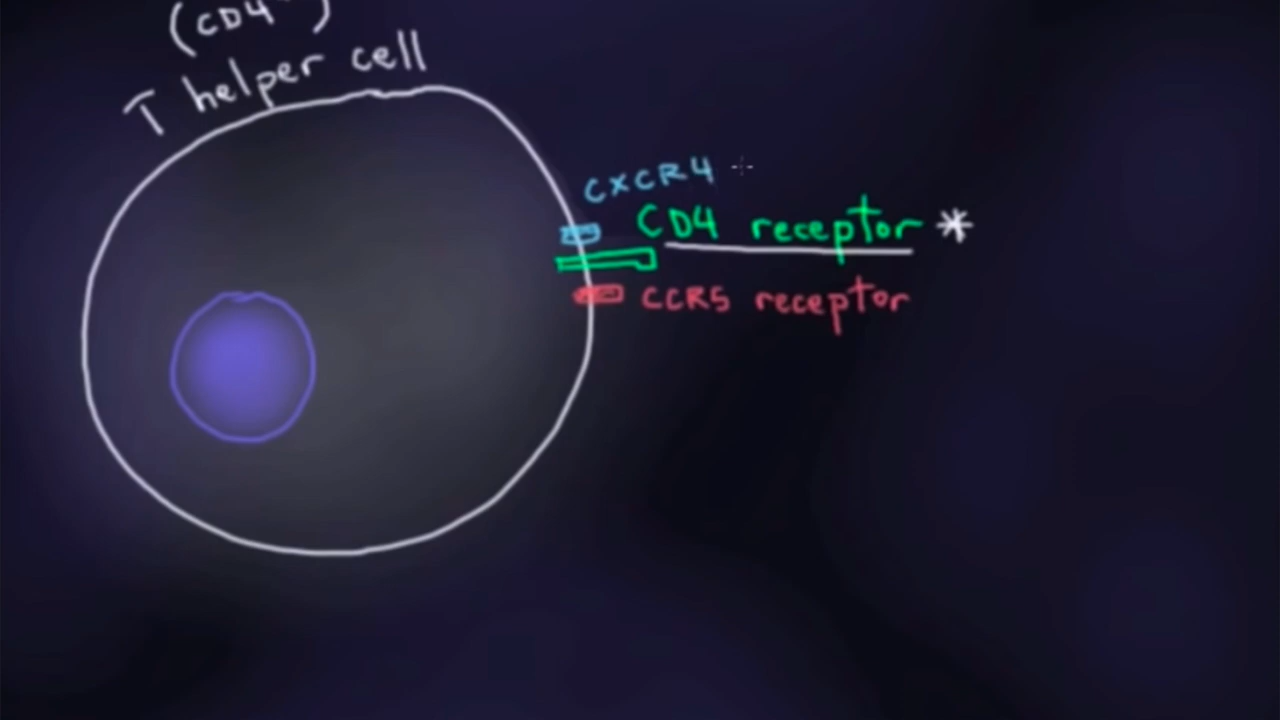 (CD4+)
T helper cell
CXCR4
CD4 receptor *
CCR5 receptor